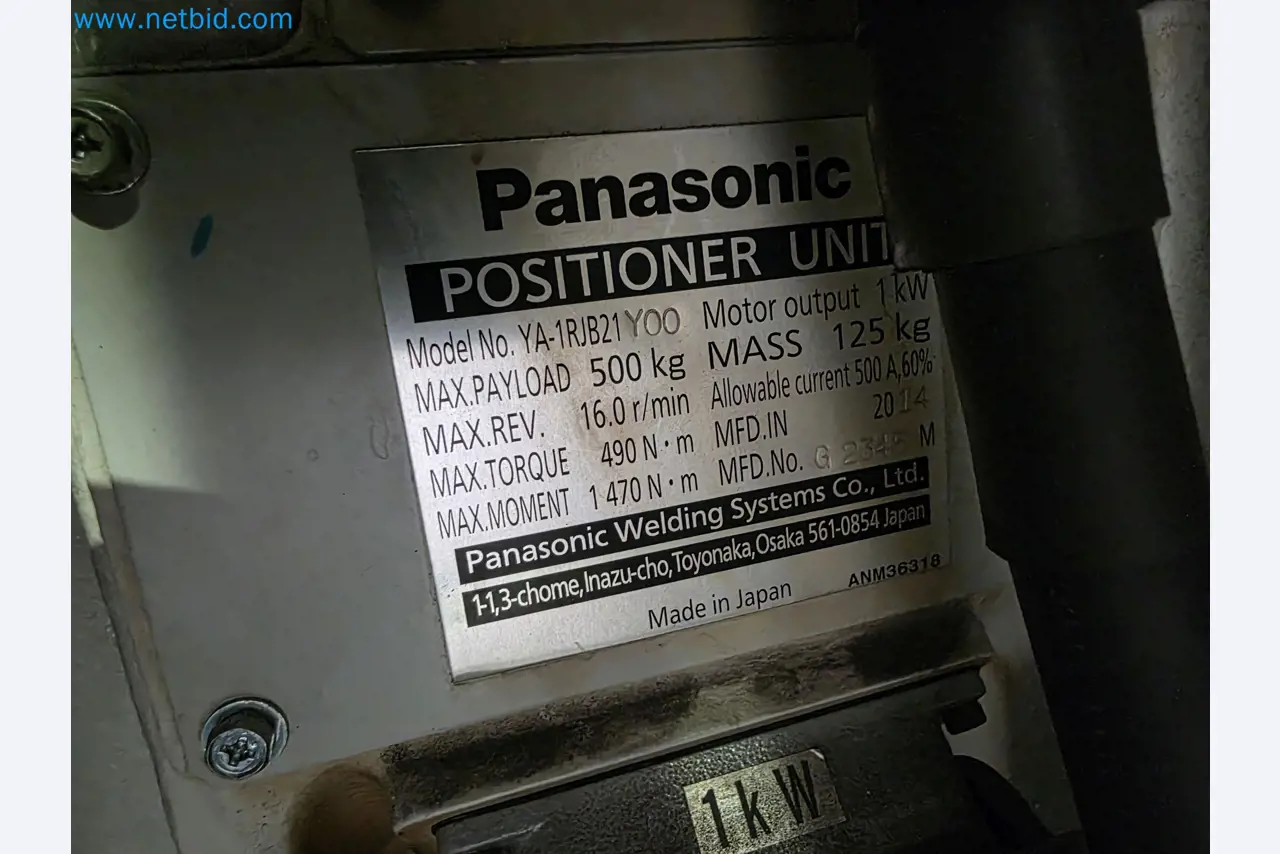 www.netbid.com
Panasonic
POSITIONER UNIT
Model No. YA-1RJB21Y00 Motor output 1 kW
MAX.PAYLOAD 500 kg MASS 125 kg
MAX.REV. 16.0 r/min Allowable current 500 A,60%
MAX.TORQUE 490 N·m MFD.IN 2014
MAX.MOMENT 1 470 N·m MFD.No. G M
Panasonic Welding Systems Co., Ltd.
1-1,3-chome,Inazu-cho,Toyonaka,Osaka 561-0854 Japan
Made in Japan ANM36318
1 kW